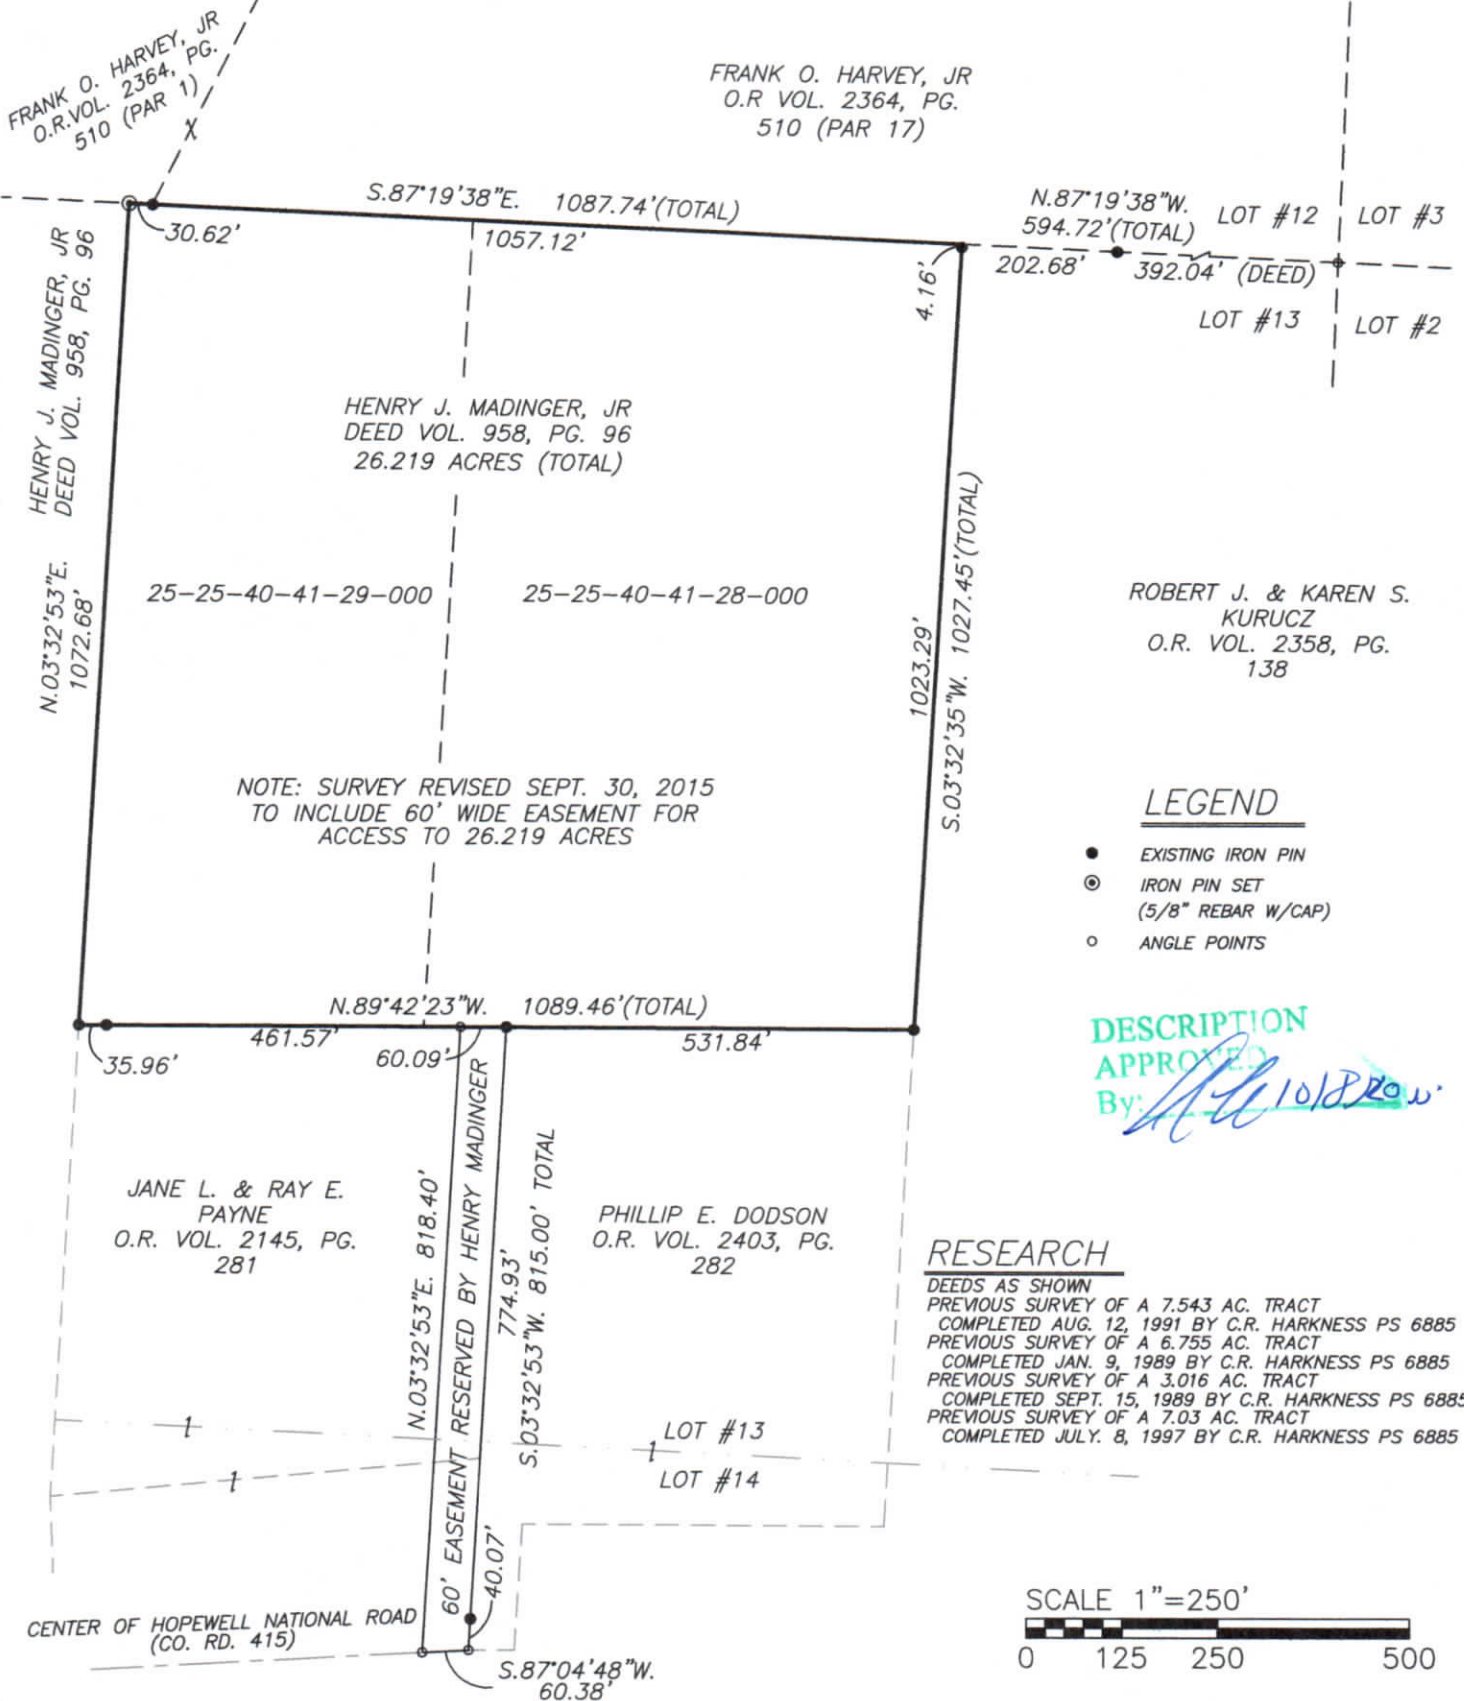 FRANK O. HARVEY, JR
O.R.VOL. 2364, PG.
510 (PAR 1)
FRANK O. HARVEY, JR
O.R VOL. 2364, PG.
510 (PAR 17)
S.87°19'38"E. 1087.74'(TOTAL)
30.62'
1057.12'
N.87°19'38"W.
594.72'(TOTAL)
202.68'
392.04' (DEED)
LOT #12
LOT #3
LOT #13
LOT #2
4.16'
HENRY J. MADINGER, JR
DEED VOL. 958, PG. 96
N.03°32'53"E.
1072.68'
HENRY J. MADINGER, JR
DEED VOL. 958, PG. 96
26.219 ACRES (TOTAL)
25-25-40-41-29-000
25-25-40-41-28-000
1023.29'
S.03°32'35"W. 1027.45'(TOTAL)
ROBERT J. & KAREN S.
KURUCZ
O.R. VOL. 2358, PG.
138
NOTE: SURVEY REVISED SEPT. 30, 2015
TO INCLUDE 60' WIDE EASEMENT FOR
ACCESS TO 26.219 ACRES
LEGEND
EXISTING IRON PIN
IRON PIN SET
(5/8" REBAR W/CAP)
ANGLE POINTS
N.89°42'23"W. 1089.46'(TOTAL)
35.96'
461.57'
60.09'
531.84'
DESCRIPTION
APPROVED
By:
JANE L. & RAY E.
PAYNE
O.R. VOL. 2145, PG.
281
N.03°32'53"E. 818.40'
60' EASEMENT RESERVED BY HENRY MADINGER
774.93'
S.03°32'53"W. 815.00' TOTAL
PHILLIP E. DODSON
O.R. VOL. 2403, PG.
282
RESEARCH
DEEDS AS SHOWN
PREVIOUS SURVEY OF A 7.543 AC. TRACT
COMPLETED AUG. 12, 1991 BY C.R. HARKNESS PS 6885
PREVIOUS SURVEY OF A 6.755 AC. TRACT
COMPLETED JAN. 9, 1989 BY C.R. HARKNESS PS 6885
PREVIOUS SURVEY OF A 3.016 AC. TRACT
COMPLETED SEPT. 15, 1989 BY C.R. HARKNESS PS 6885
PREVIOUS SURVEY OF A 7.03 AC. TRACT
COMPLETED JULY. 8, 1997 BY C.R. HARKNESS PS 6885
LOT #13
LOT #14
40.07'
CENTER OF HOPEWELL NATIONAL ROAD
(CO. RD. 415)
S.87°04'48"W.
60.38'
SCALE 1"=250'
0 125 250 500